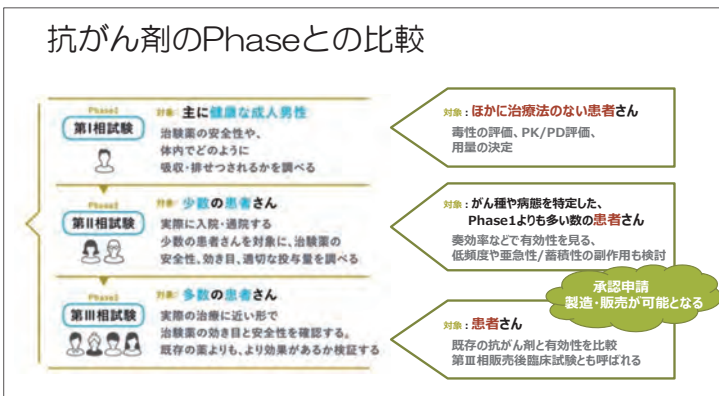 抗がん剤のPhaseとの比較
Phase1
第Ⅰ相試験
対象: 主に健康な成人男性
治験薬の安全性や、
体内でどのように
吸収・排せつされるかを調べる
対象：ほかに治療法のない患者さん
毒性の評価、PK/PD評価、
用量の決定
第Ⅱ相試験
対象: 少数の患者さん
実際に入院・通院する
少数の患者さんを対象に、治験薬の
安全性、効き目、適切な投与量を調べる
対象：がん種や病態を特定した、
Phase1よりも多い数の患者さん
奏効率などで有効性を見る、
低頻度や亜急性/蓄積性の副作用も検討
承認申請
製造・販売が可能となる
第Ⅲ相試験
対象: 多数の患者さん
実際の治療に近い形で
治験薬の効き目と安全性を確認する。
既存の薬よりも、より効果があるか検証する
対象：患者さん
既存の抗がん剤と有効性を比較
第Ⅲ相販売後臨床試験とも呼ばれる